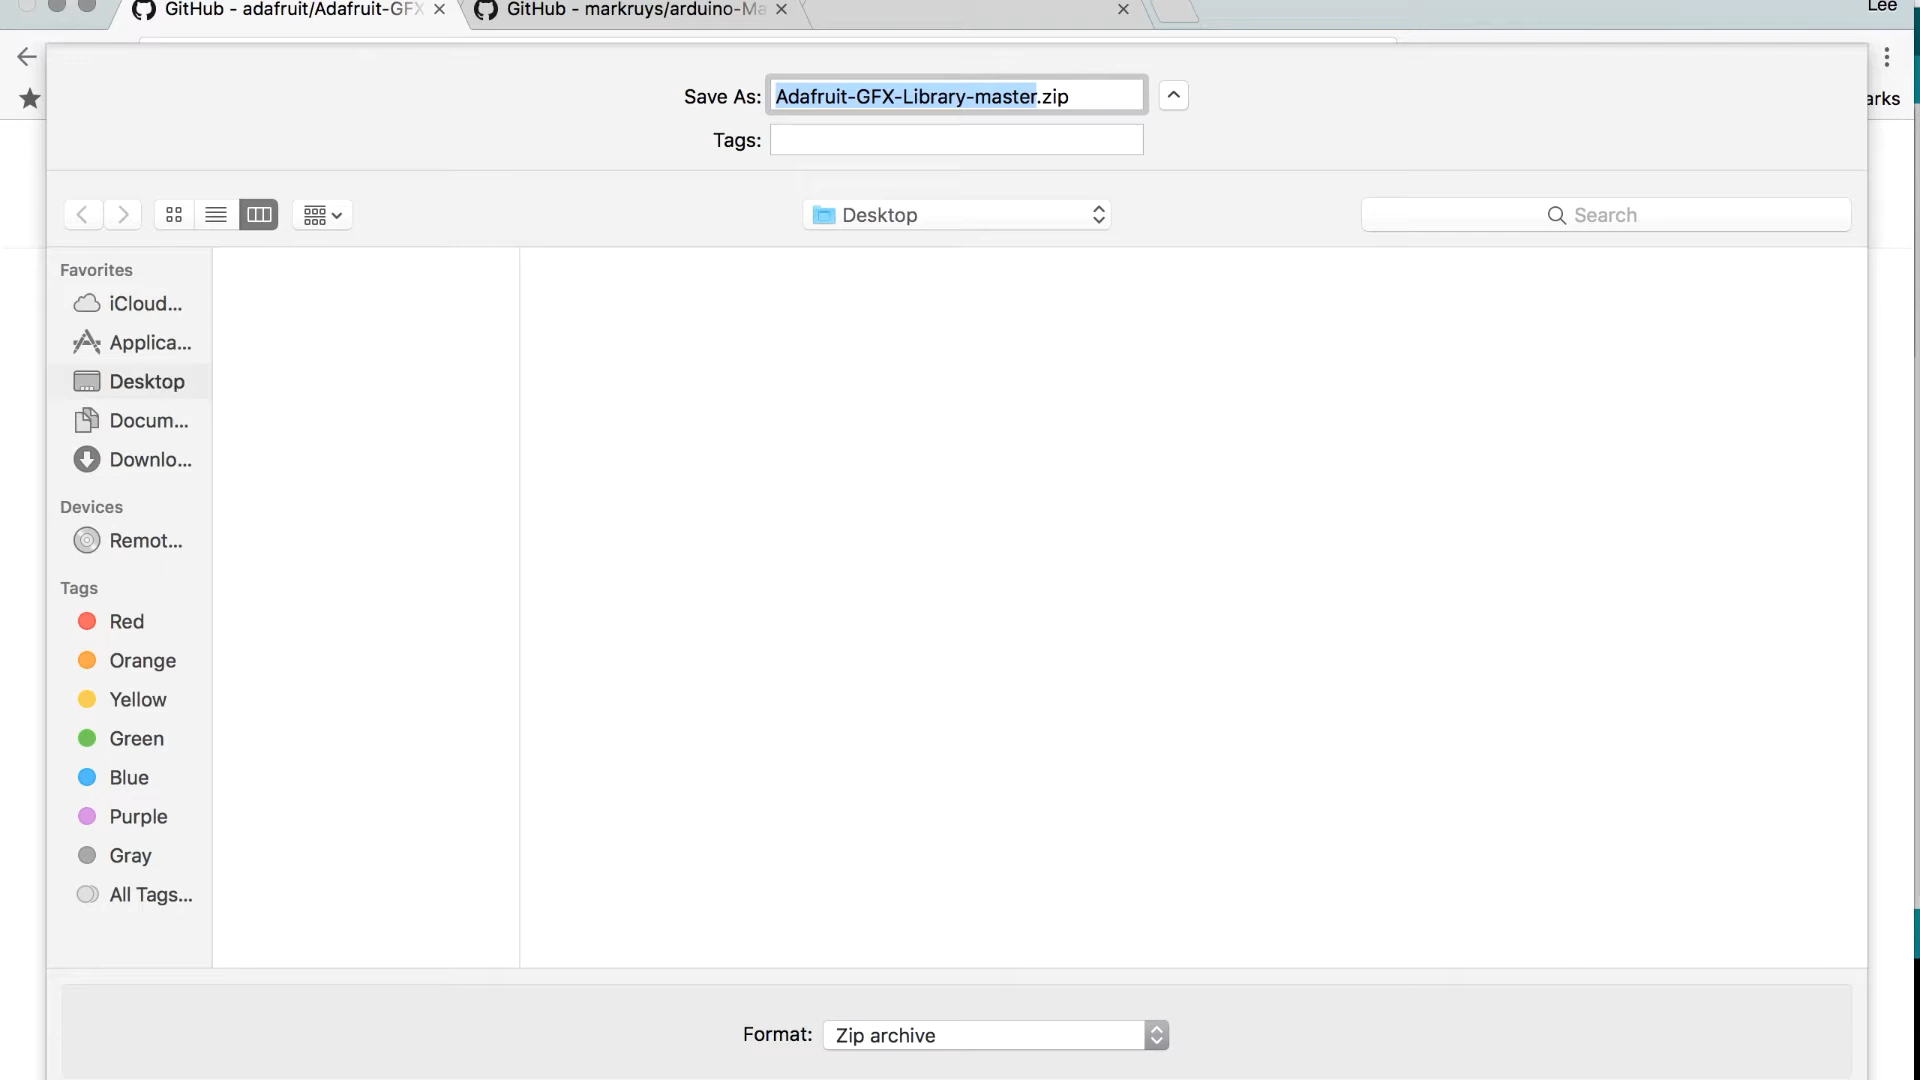 GitHub - adafruit/Adafruit-GFX
GitHub - markruys/arduino-Ma
Lee
arks
Save As: Adafruit-GFX-Library-master.zip
Tags:
Desktop
Search
Favorites
iCloud...
Applica...
Desktop
Docum...
Downlo...
Devices
Remot...
Tags
Red
Orange
Yellow
Green
Blue
Purple
Gray
All Tags...
Format: Zip archive